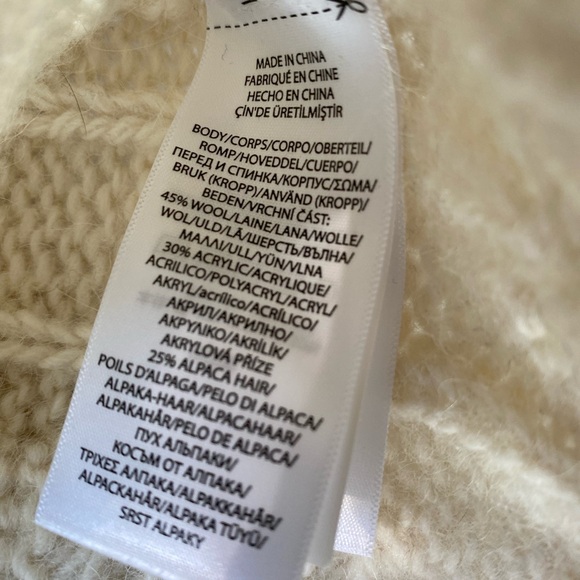 MADE IN CHINA
FABRIQUÉ EN CHINE
HECHO EN CHINA
ÇİN'DE ÜRETİLMİŞTİR
BODY/CORPS/CORPO/OBERTEIL/
ROMP/HOVEDDEL/CUERPO/
ПЕРЕД И СПИНКА/КОРПУС/ΣΩΜΑ/
BRUK (KROPP)/ANVÄND (KROPP)/
BEDEN/VRCHNÍ ČÁST:
45% WOOL/LAINE/LANA/WOLLE/
WOL/ULD/LÃ/ШЕРСТЬ/ВЪЛНА/
ΜΑΛΛΙ/ULL/YÜN/VLNA
30% ACRYLIC/ACRYLIQUE/
ACRILICO/POLYACRYL/ACRYL/
AKRYL/acrílico/ACRÍLICO/
АКРИЛ/АКРИЛНО/
ΑΚΡΥΛΙΚΟ/AKRİLİK/
AKRYLOVÁ PŘÍZE
25% ALPACA HAIR/
POILS D'ALPAGA/PELO DI ALPACA/
ALPAKA-HAAR/ALPACAHAAR/
ALPAKAHÅR/PELO DE ALPACA/
ПУХ АЛЬПАКИ/
КОСЪМ ОТ АЛПАКА/
ΤΡΙΧΕΣ ΑΛΠΑΚΑ/ALPAKKAHÅR/
ALPACKAHÅR/ALPAKA TÜYÜ/
SRST ALPAKY